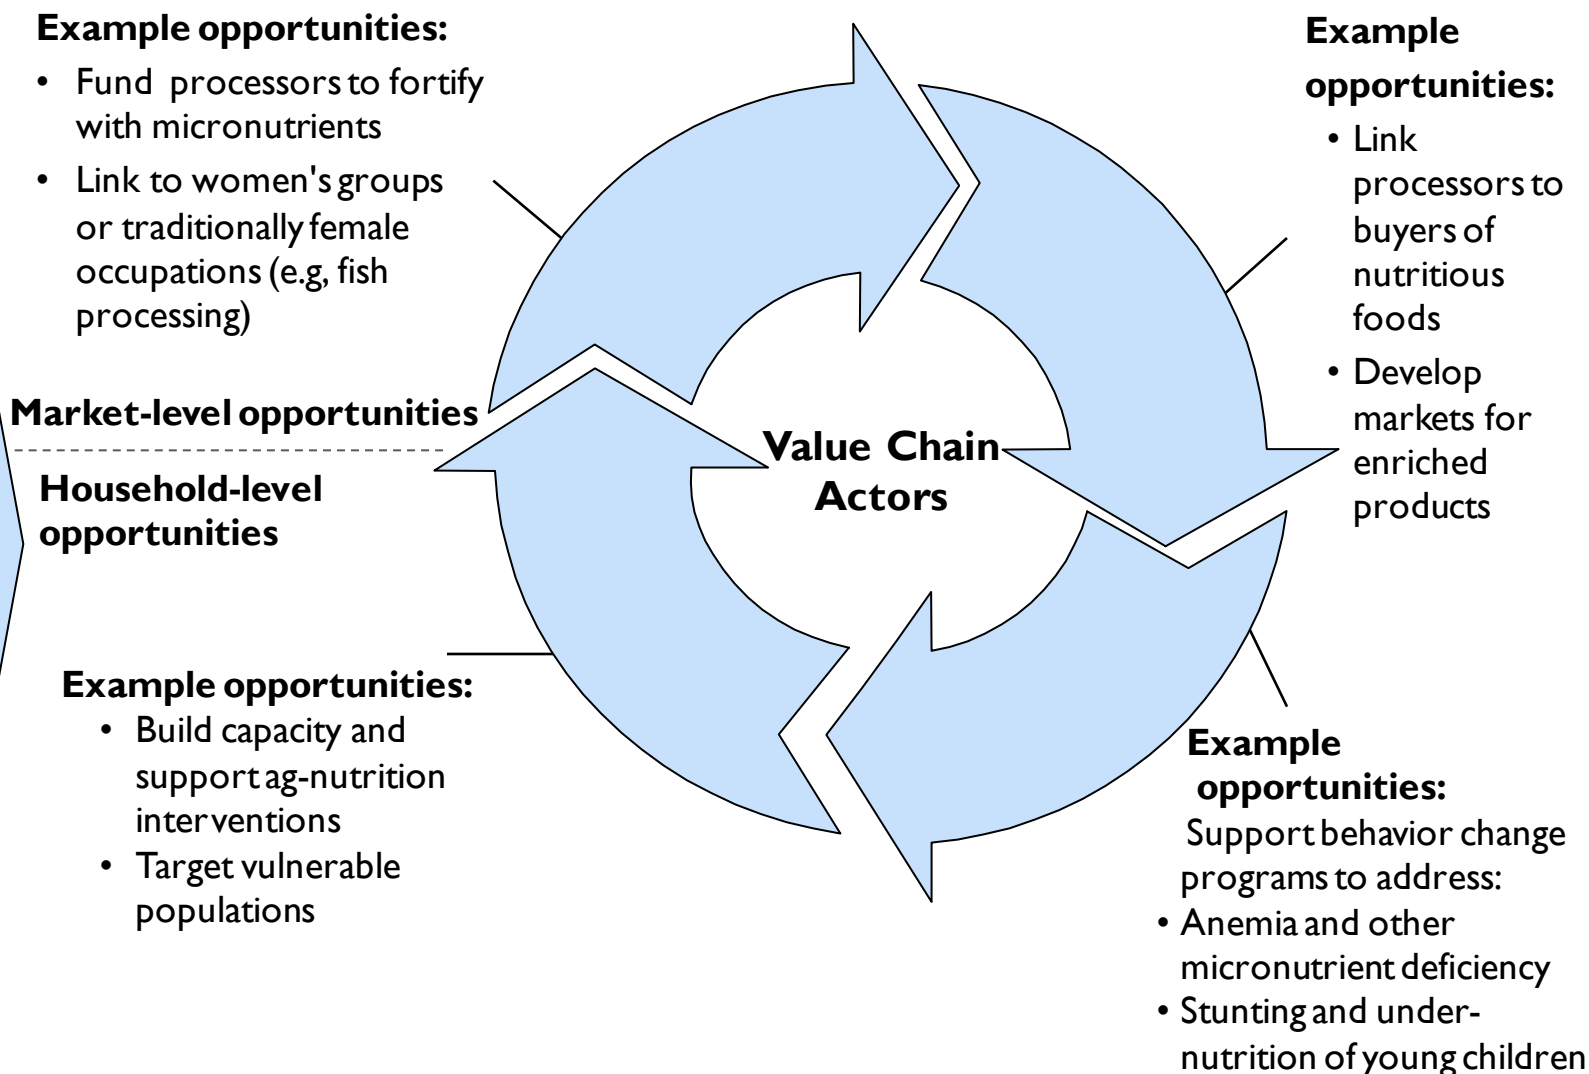 Example opportunities:
• Fund processors to fortify
with micronutrients
• Link to women's groups
or traditionally female
occupations (e.g, fish
processing)
Example
opportunities:
• Link
processors to
buyers of
nutritious
foods
• Develop
markets for
enriched
products
Market-level opportunities
Household-level
opportunities
Value Chain
Actors
Example opportunities:
• Build capacity and
support ag-nutrition
interventions
• Target vulnerable
populations
Example
opportunities:
Support behavior change
programs to address:
• Anemia and other
micronutrient deficiency
• Stunting and under-
nutrition of young children